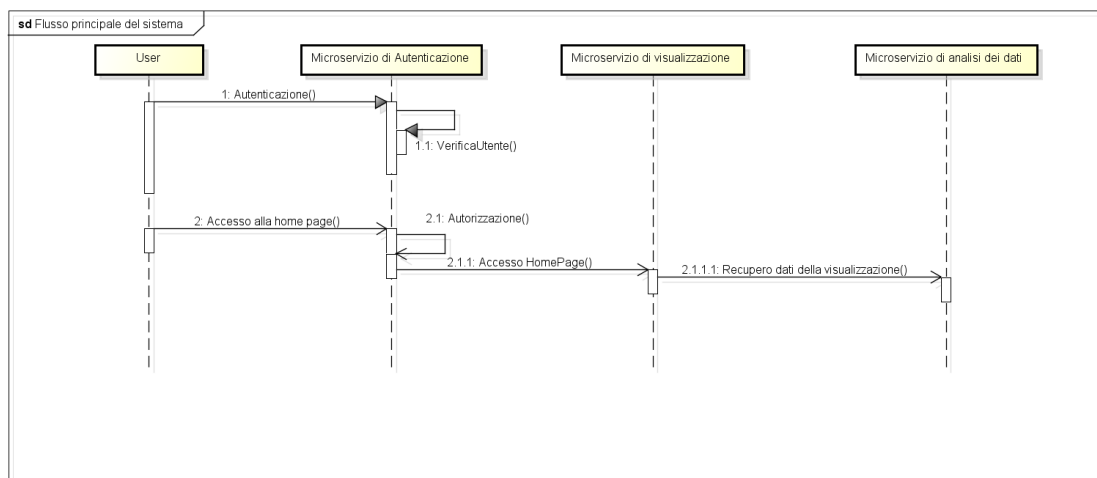 sd Flusso principale del sistema
User
Microservizio di Autenticazione
Microservizio di visualizzazione
Microservizio di analisi dei dati
1: Autenticazione()
1.1: VerificaUtente()
2: Accesso alla home page()
2.1: Autorizzazione()
2.1.1: Accesso HomePage()
2.1.1.1: Recupero dati della visualizzazione()